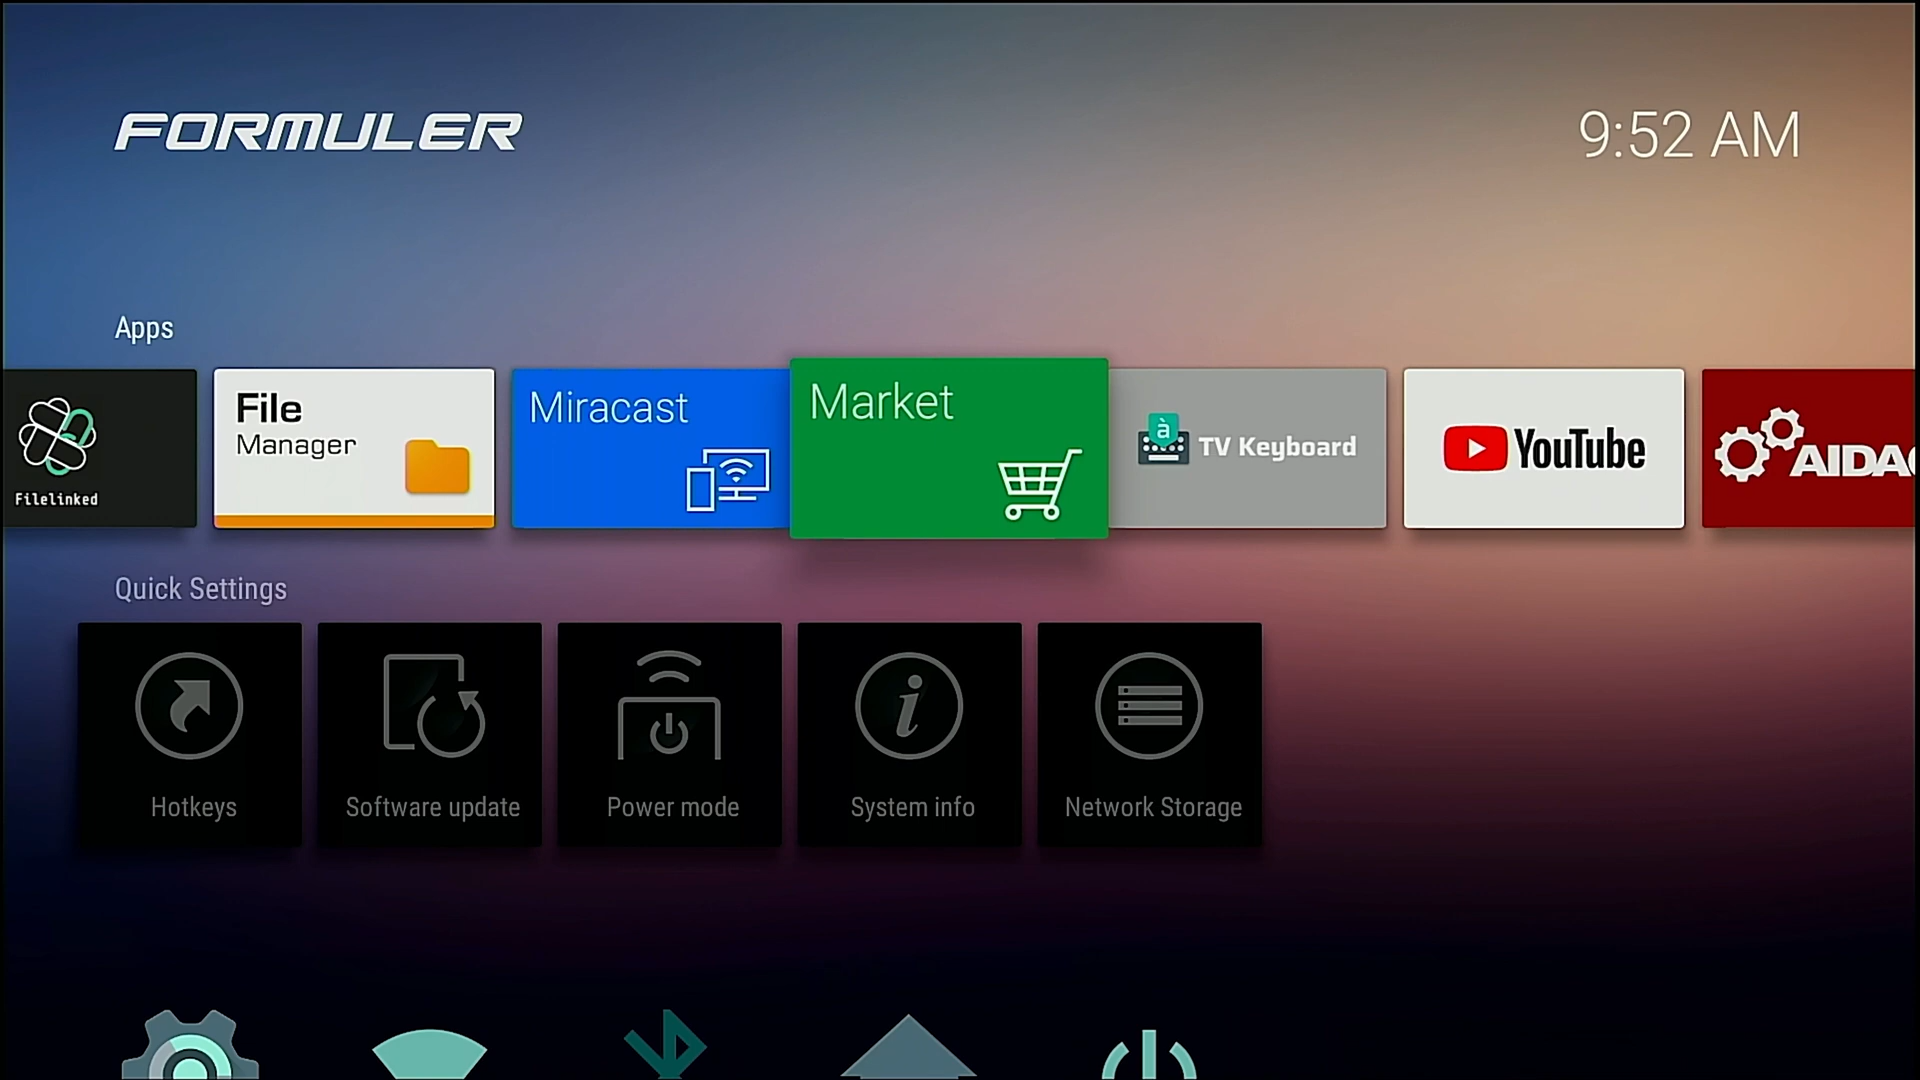 FORMULER
9:52 AM
Apps
Filelinked
File
Manager
Miracast
Market
à
TV Keyboard
YouTube
Quick Settings
Hotkeys
Software update
Power mode
System info
Network Storage